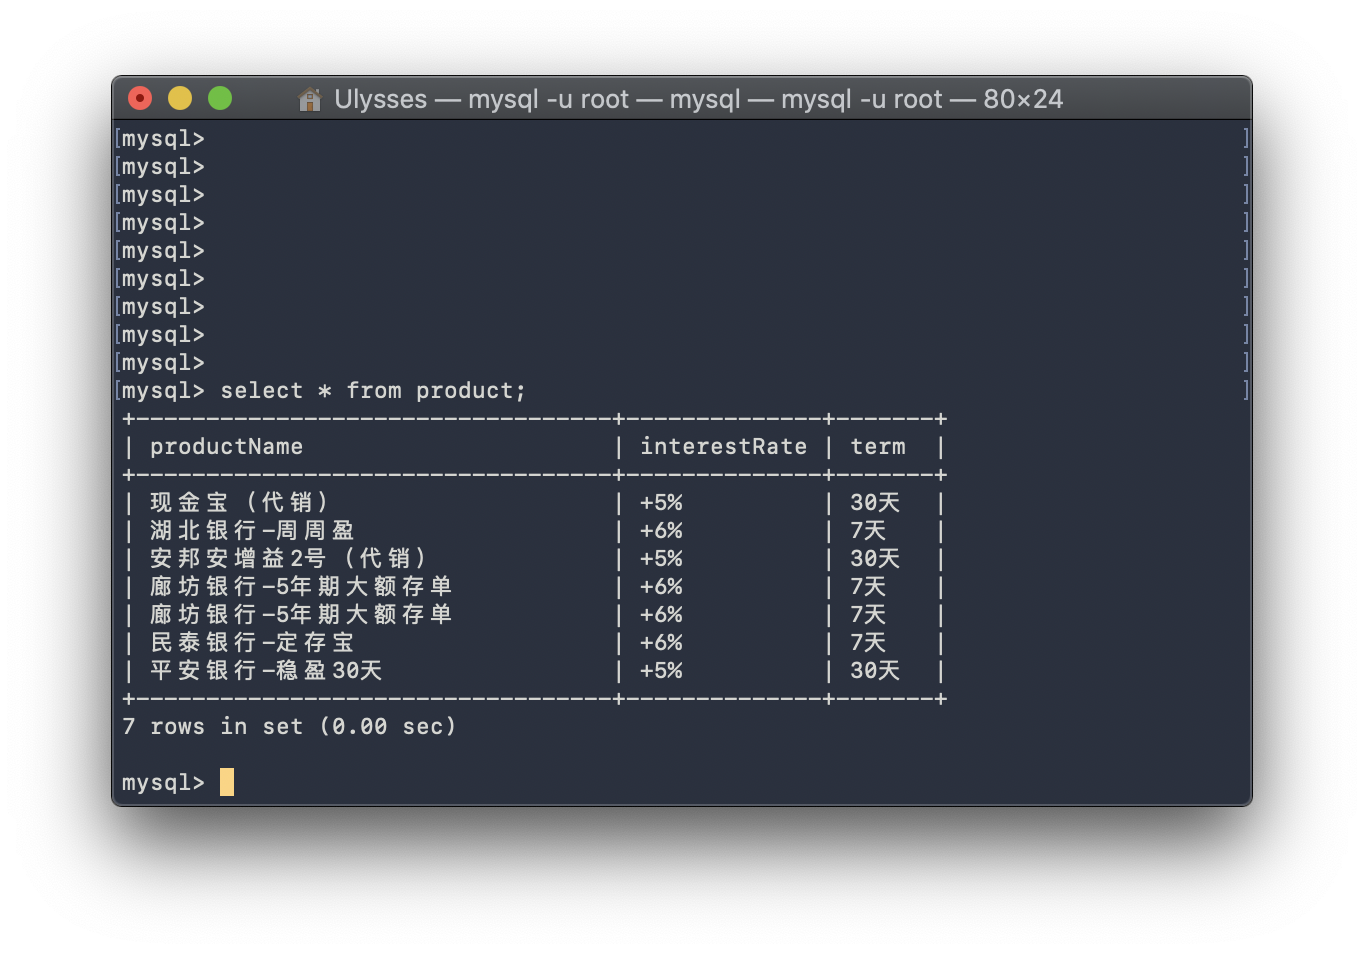 Ulysses — mysql -u root — mysql — mysql -u root — 80×24
[mysql> ]
[mysql> ]
[mysql> ]
[mysql> ]
[mysql> ]
[mysql> ]
[mysql> ]
[mysql> ]
[mysql> ]
[mysql> select * from product; ]
+----------------------------------+--------------+-------+
| productName | interestRate | term |
+----------------------------------+--------------+-------+
| 现金宝（代销） | +5% | 30天 |
| 湖北银行-周周盈 | +6% | 7天 |
| 安邦安增益2号（代销） | +5% | 30天 |
| 廊坊银行-5年期大额存单 | +6% | 7天 |
| 廊坊银行-5年期大额存单 | +6% | 7天 |
| 民泰银行-定存宝 | +6% | 7天 |
| 平安银行-稳盈30天 | +5% | 30天 |
+----------------------------------+--------------+-------+
7 rows in set (0.00 sec)
mysql>